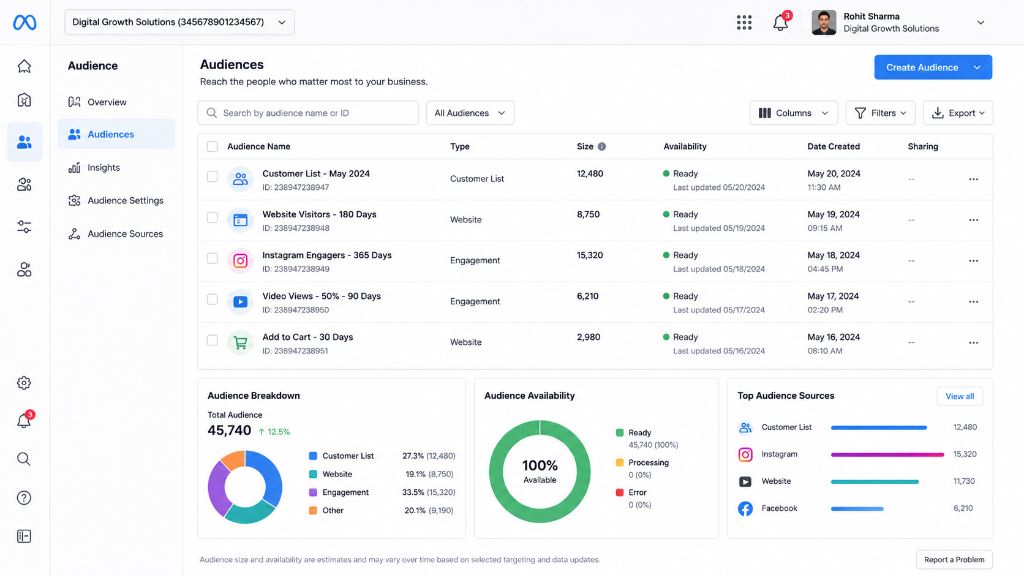 Digital Growth Solutions (345678901234567)
3
Rohit Sharma
Digital Growth Solutions
Audience
Overview
Audiences
Insights
Audience Settings
Audience Sources
3
Audiences
Reach the people who matter most to your business.
Create Audience
Search by audience name or ID
All Audiences
Columns
Filters
Export
Audience Name Type Size Availability Date Created Sharing
Customer List - May 2024 Customer List 12,480 Ready May 20, 2024 --
ID: 238947238947 Last updated 05/20/2024 11:30 AM
Website Visitors - 180 Days Website 8,750 Ready May 19, 2024 --
ID: 238947238948 Last updated 05/19/2024 09:15 AM
Instagram Engagers - 365 Days Engagement 15,320 Ready May 18, 2024 --
ID: 238947238949 Last updated 05/18/2024 04:45 PM
Video Views - 50% - 90 Days Engagement 6,210 Ready May 17, 2024 --
ID: 238947238950 Last updated 05/17/2024 02:20 PM
Add to Cart - 30 Days Website 2,980 Ready May 16, 2024 --
ID: 238947238951 Last updated 05/16/2024 08:10 AM
Audience Breakdown
Total Audience
45,740 ↑ 12.5%
Customer List 27.3% (12,480)
Website 19.1% (8,750)
Engagement 33.5% (15,320)
Other 20.1% (9,190)
Audience Availability
100%
Available
Ready
45,740 (100%)
Processing
0 (0%)
Error
0 (0%)
Top Audience Sources
View all
Customer List 12,480
Instagram 15,320
Website 11,730
Facebook 6,210
Audience size and availability are estimates and may vary over time based on selected targeting and data updates.
Report a Problem